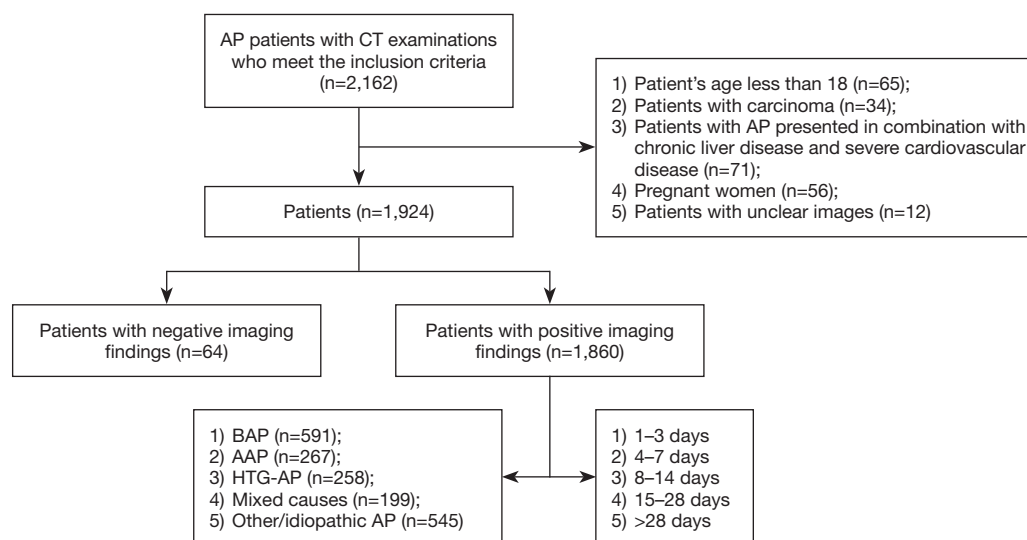 AP patients with CT examinations
who meet the inclusion criteria
(n=2,162)
1) Patient's age less than 18 (n=65);
2) Patients with carcinoma (n=34);
3) Patients with AP presented in combination with
chronic liver disease and severe cardiovascular
disease (n=71);
4) Pregnant women (n=56);
5) Patients with unclear images (n=12)
Patients (n=1,924)
Patients with negative imaging
findings (n=64)
Patients with positive imaging
findings (n=1,860)
1) BAP (n=591);
2) AAP (n=267);
3) HTG-AP (n=258);
4) Mixed causes (n=199);
5) Other/idiopathic AP (n=545)
1) 1–3 days
2) 4–7 days
3) 8–14 days
4) 15–28 days
5) >28 days